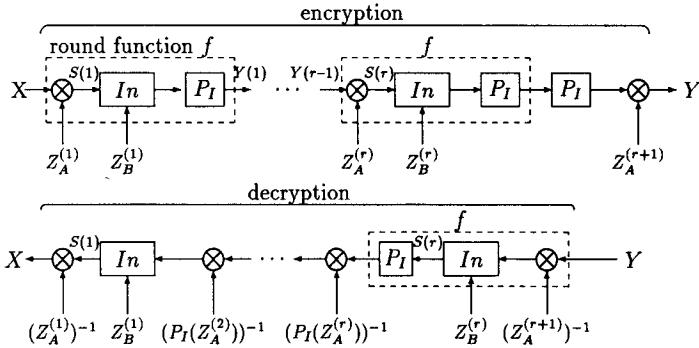 encryption
round function f f
X ⊗ S(1) In P_I Y(1) ··· Y(r−1) ⊗ S(r) In P_I P_I ⊗ Y
Z_A^{(1)} Z_B^{(1)} Z_A^{(r)} Z_B^{(r)} Z_A^{(r+1)}
decryption
f
X ⊗ S(1) In ⊗ ··· ⊗ P_I S(r) In ⊗ Y
(Z_A^{(1)})^{-1} Z_B^{(1)} (P_I(Z_A^{(2)}))^{-1} (P_I(Z_A^{(r)}))^{-1} Z_B^{(r)} (Z_A^{(r+1)})^{-1}